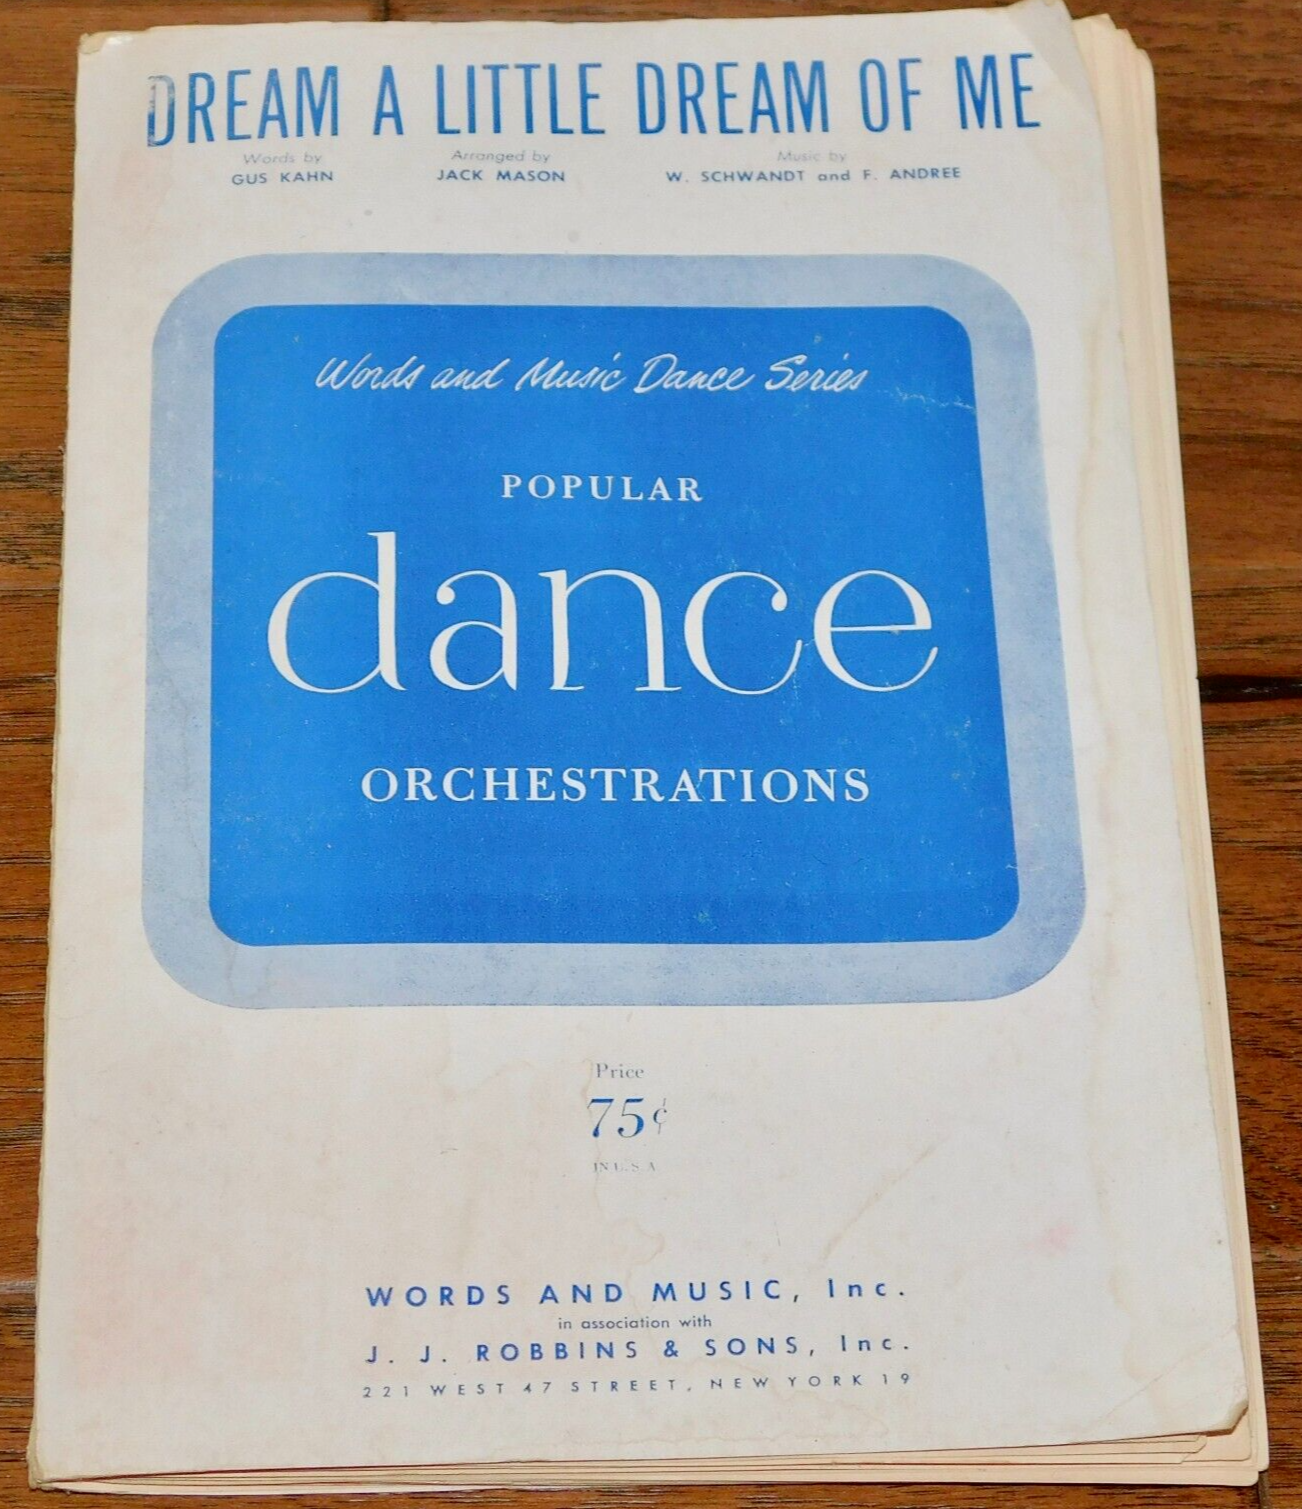 DREAM A LITTLE DREAM OF ME
Words by Arranged by Music by
GUS KAHN JACK MASON W. SCHWANDT and F. ANDREE
Words and Music Dance Series
POPULAR
dance
ORCHESTRATIONS
Price
75¢
IN U.S.A
WORDS AND MUSIC, Inc.
in association with
J. J. ROBBINS & SONS, Inc.
221 WEST 47 STREET, NEW YORK 19